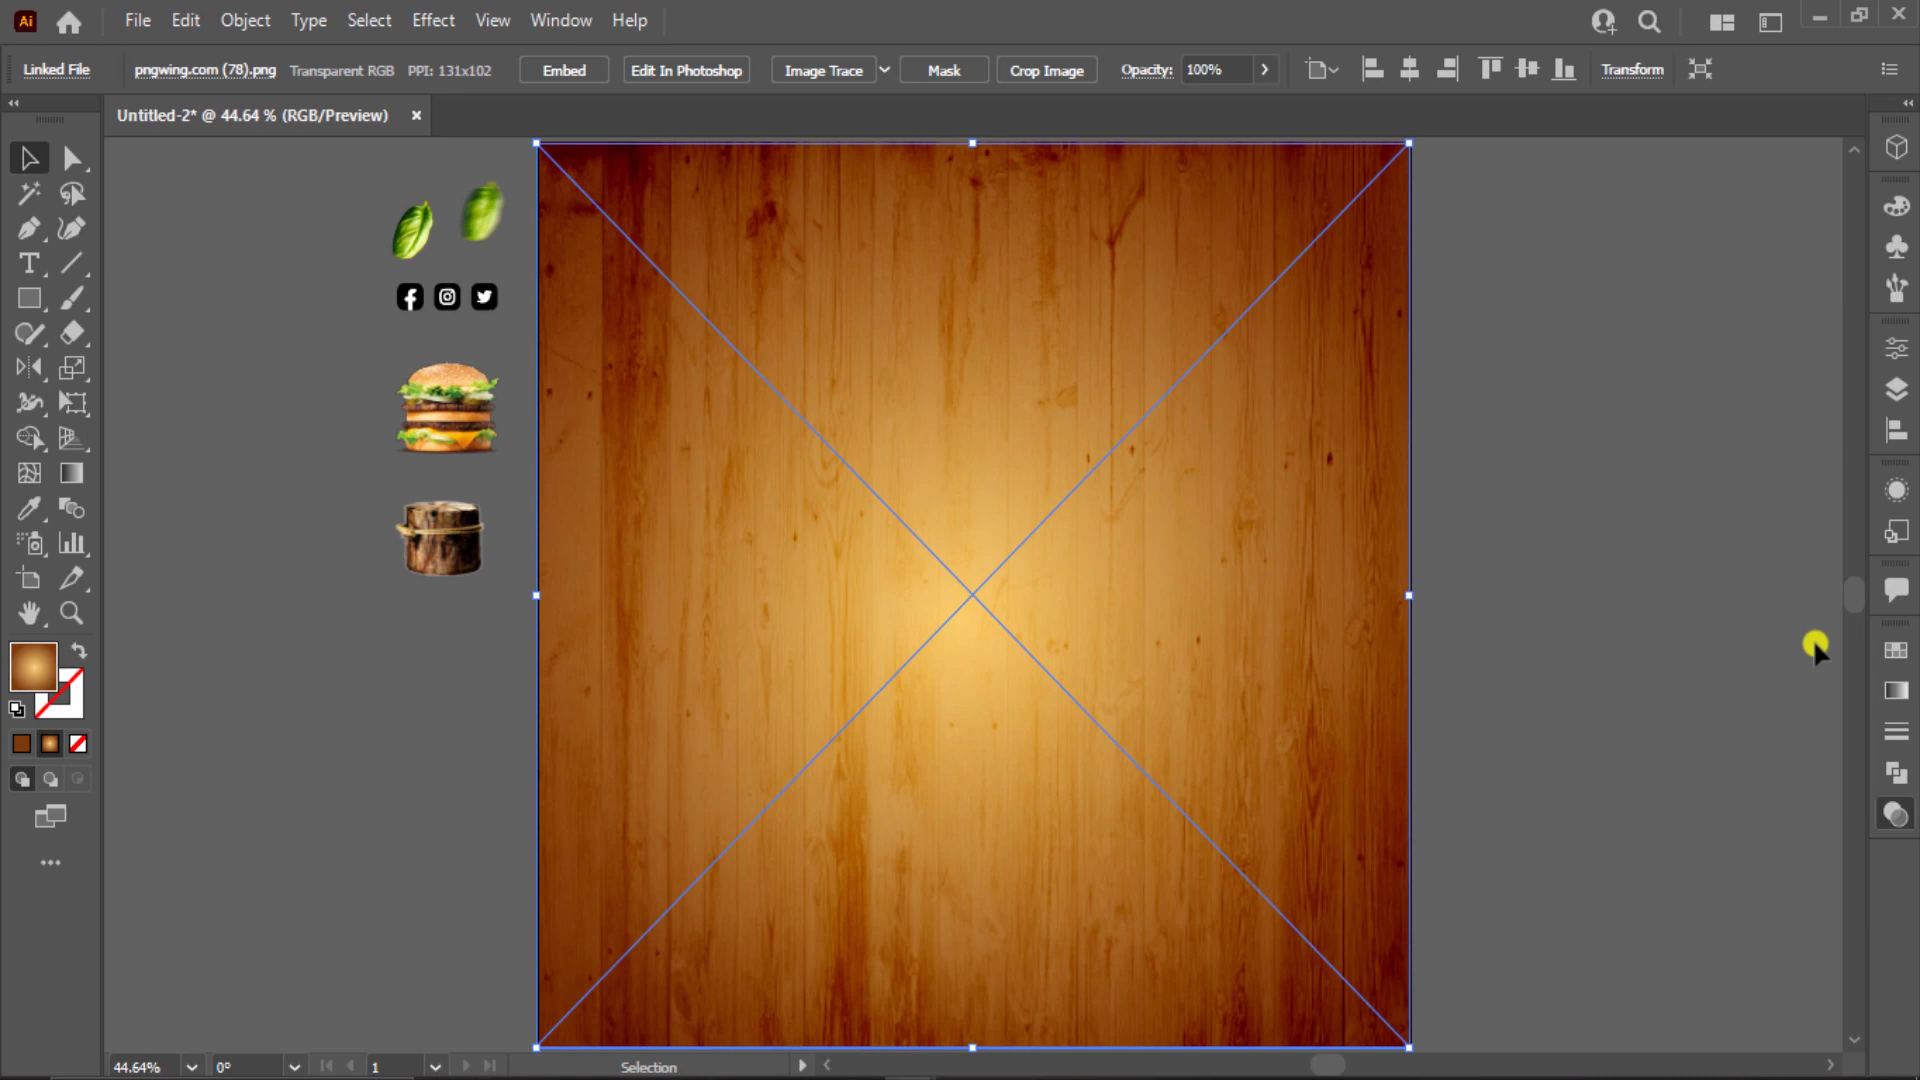 Ai File Edit Object Type Select Effect View Window Help
Linked File pngwing.com (78).png Transparent RGB PPI: 131x102 Embed Edit In Photoshop Image Trace Mask Crop Image Opacity: 100% Transform
Untitled-2* @ 44.64 % (RGB/Preview) ×
44.64% 0° 1 Selection